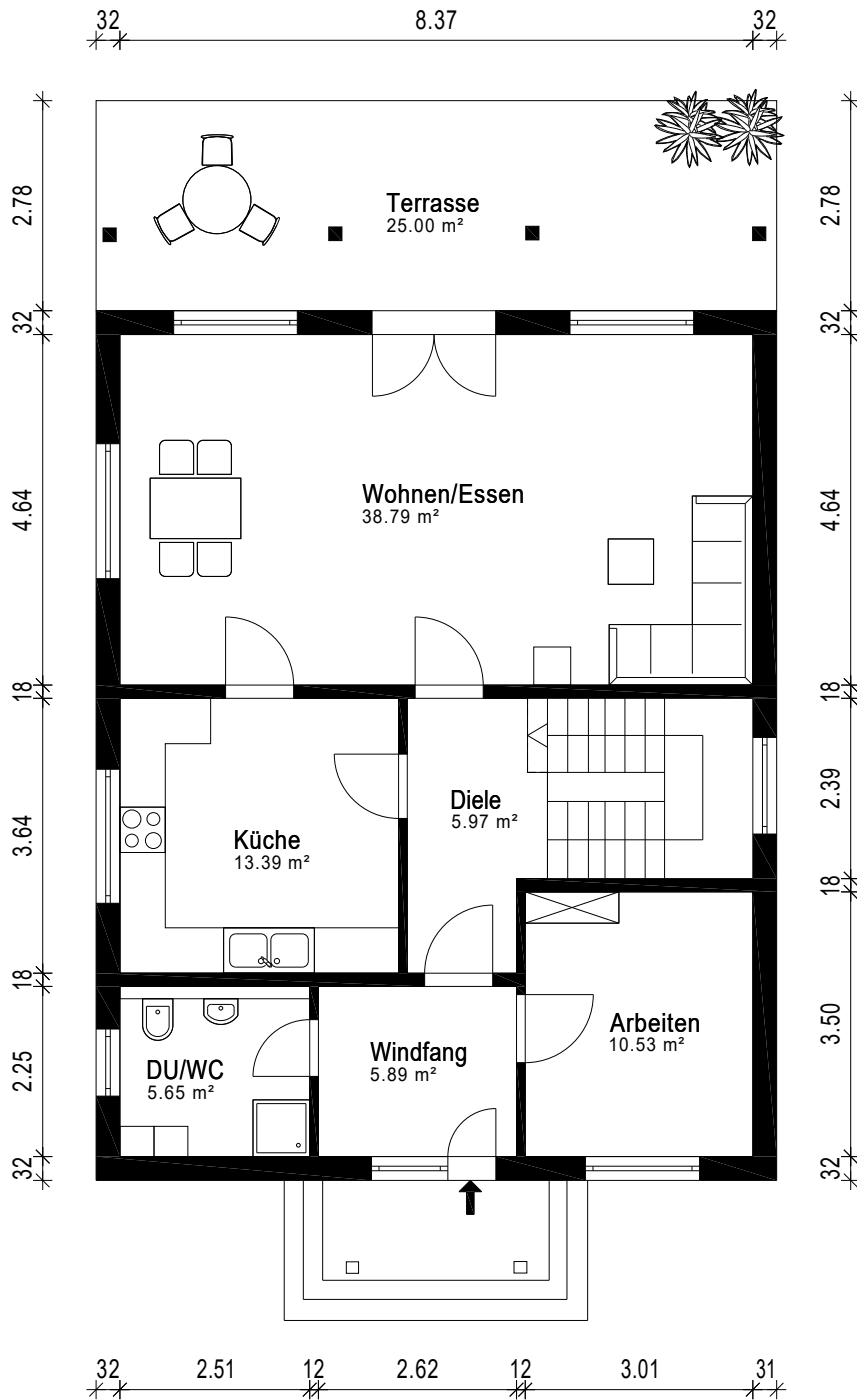 32 8.37 32
2.78
2.78
Terrasse
25.00 m²
32
32
4.64
4.64
Wohnen/Essen
38.79 m²
18
18
3.64
2.39
Diele
5.97 m²
Küche
13.39 m²
18
18
3.50
2.25
Arbeiten
10.53 m²
Windfang
5.89 m²
DU/WC
5.65 m²
32
32
32 2.51 12 2.62 12 3.01 31